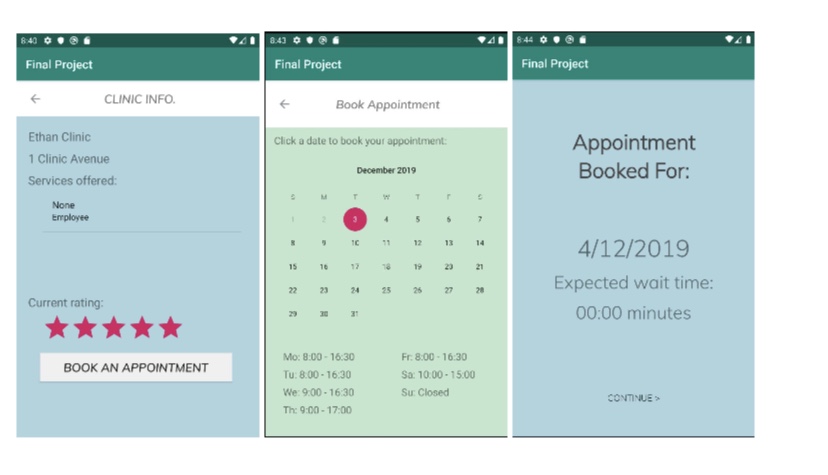 8:40
Final Project
CLINIC INFO.
Ethan Clinic
1 Clinic Avenue
Services offered:
None
Employee
Current rating:
BOOK AN APPOINTMENT
8:43
Final Project
Book Appointment
Click a date to book your appointment:
December 2019
S M T W T F S
1 2 3 4 5 6 7
8 9 10 11 12 13 14
15 16 17 18 19 20 21
22 23 24 25 26 27 28
29 30 31
Mo: 8:00 - 16:30 Fr: 8:00 - 16:30
Tu: 8:00 - 16:30 Sa: 10:00 - 15:00
We: 9:00 - 16:30 Su: Closed
Th: 9:00 - 17:00
8:44
Final Project
Appointment
Booked For:
4/12/2019
Expected wait time:
00:00 minutes
CONTINUE >